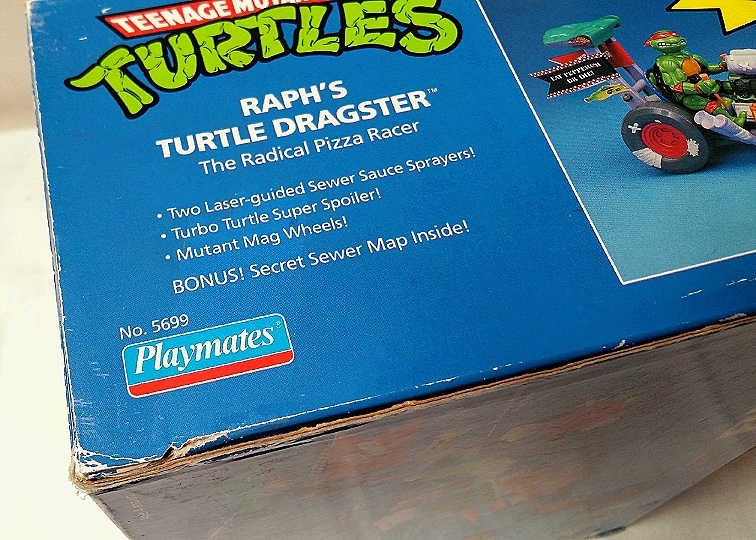 TEENAGE MUTANT
TURTLES
RAPH'S
TURTLE DRAGSTER™
The Radical Pizza Racer
• Two Laser-guided Sewer Sauce Sprayers!
• Turbo Turtle Super Spoiler!
• Mutant Mag Wheels!
BONUS! Secret Sewer Map Inside!
No. 5699
Playmates®
EAT PEPPERONI
OR DIE!